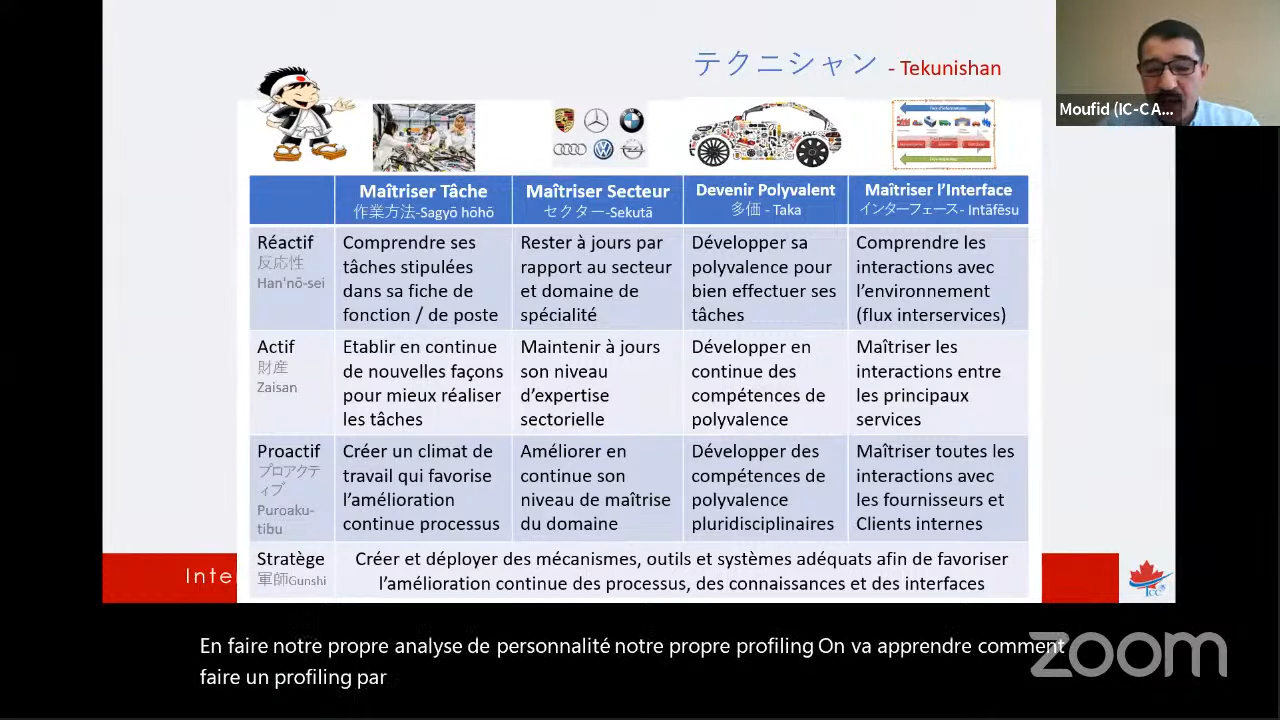 テクニシャン - Tekunishan
Moufid (IC-CA...
Maîtriser Tâche
作業方法-Sagyō hōhō
Maîtriser Secteur
セクター-Sekutā
Devenir Polyvalent
多価 - Taka
Maîtriser l'Interface
インターフェース- Intāfēsu
Réactif
反応性
Han'nō-sei
Comprendre ses
tâches stipulées
dans sa fiche de
fonction / de poste
Rester à jours par
rapport au secteur
et domaine de
spécialité
Développer sa
polyvalence pour
bien effectuer ses
tâches
Comprendre les
interactions avec
l'environnement
(flux interservices)
Actif
財産
Zaisan
Etablir en continue
de nouvelles façons
pour mieux réaliser
les tâches
Maintenir à jours
son niveau
d'expertise
sectorielle
Développer en
continue des
compétences de
polyvalence
Maîtriser les
interactions entre
les principaux
services
Proactif
プロアクテ
ィブ
Puroaku-
tibu
Créer un climat de
travail qui favorise
l'amélioration
continue processus
Améliorer en
continue son
niveau de maîtrise
du domaine
Développer des
compétences de
polyvalence
pluridisciplinaires
Maîtriser toutes les
interactions avec
les fournisseurs et
Clients internes
Stratège
軍師Gunshi
Créer et déployer des mécanismes, outils et systèmes adéquats afin de favoriser
l'amélioration continue des processus, des connaissances et des interfaces
Inte
En faire notre propre analyse de personnalité notre propre profiling On va apprendre comment
faire un profiling par
zoom